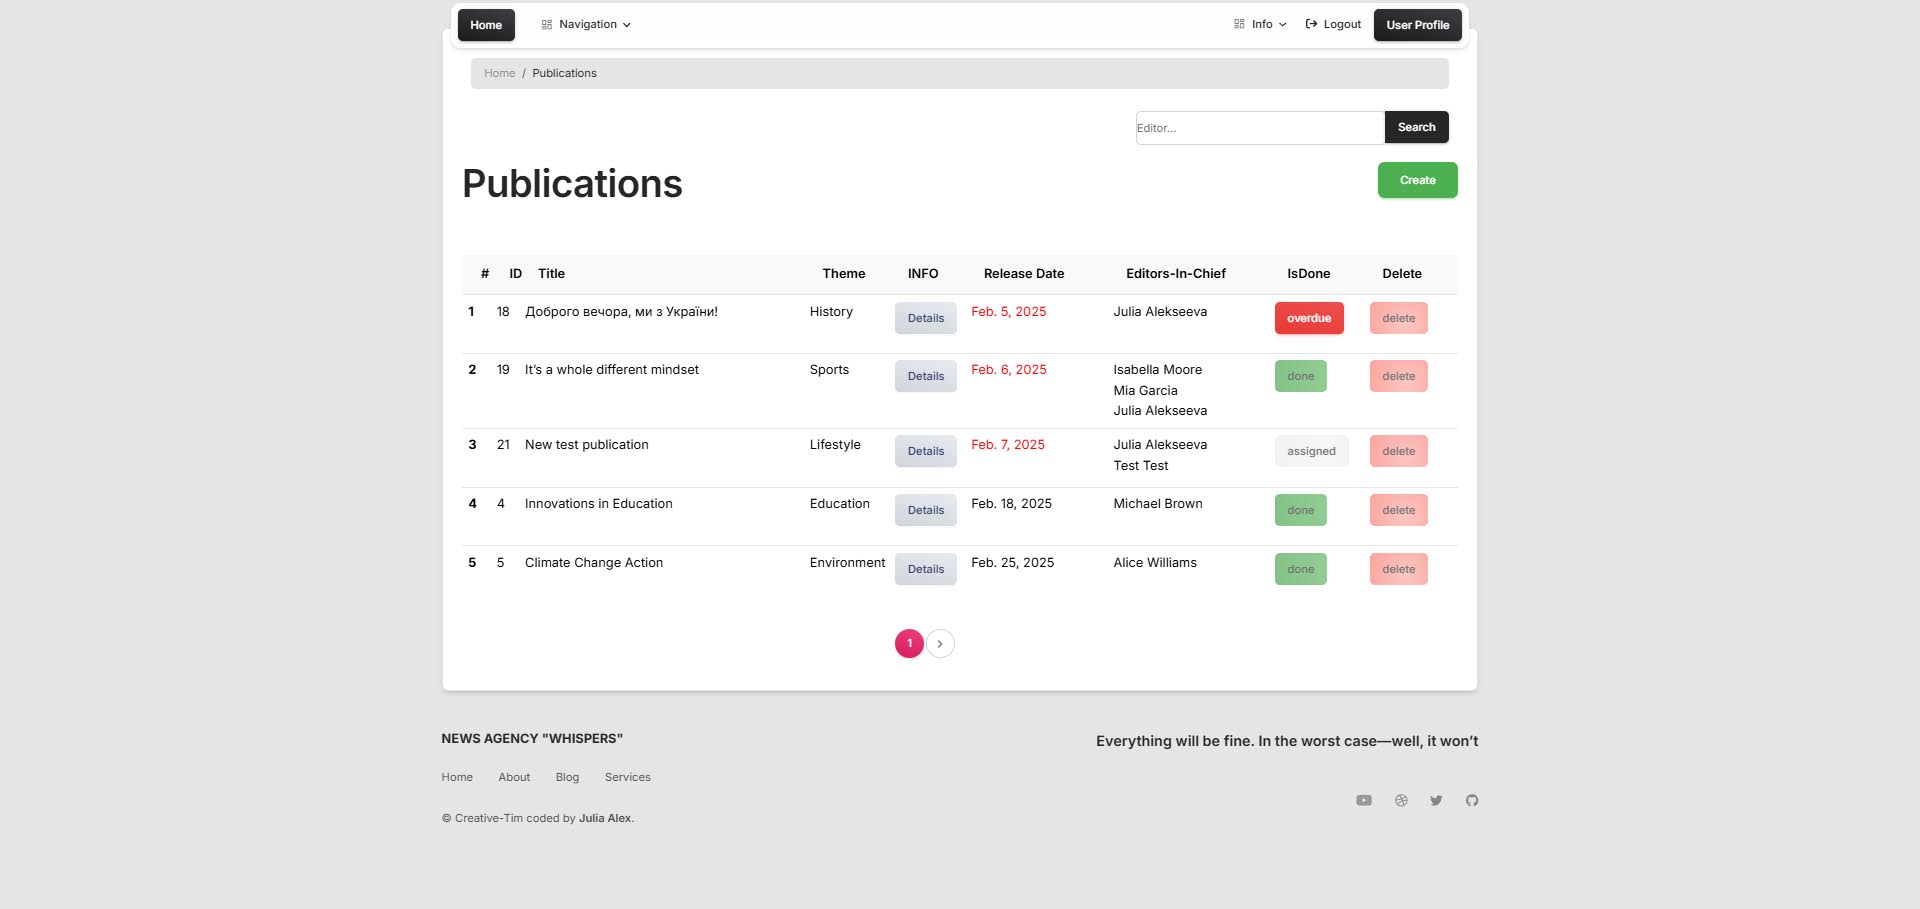 Home Navigation Info Logout User Profile
Home / Publications
Editor... Search
Publications Create
# ID Title Theme INFO Release Date Editors-In-Chief IsDone Delete
1 18 Доброго вечора, ми з України! History Details Feb. 5, 2025 Julia Alekseeva overdue delete
2 19 It’s a whole different mindset Sports Details Feb. 6, 2025 Isabella Moore done delete
Mia Garcia
Julia Alekseeva
3 21 New test publication Lifestyle Details Feb. 7, 2025 Julia Alekseeva assigned delete
Test Test
4 4 Innovations in Education Education Details Feb. 18, 2025 Michael Brown done delete
5 5 Climate Change Action Environment Details Feb. 25, 2025 Alice Williams done delete
1
NEWS AGENCY "WHISPERS" Everything will be fine. In the worst case—well, it won’t
Home About Blog Services
© Creative-Tim coded by Julia Alex.